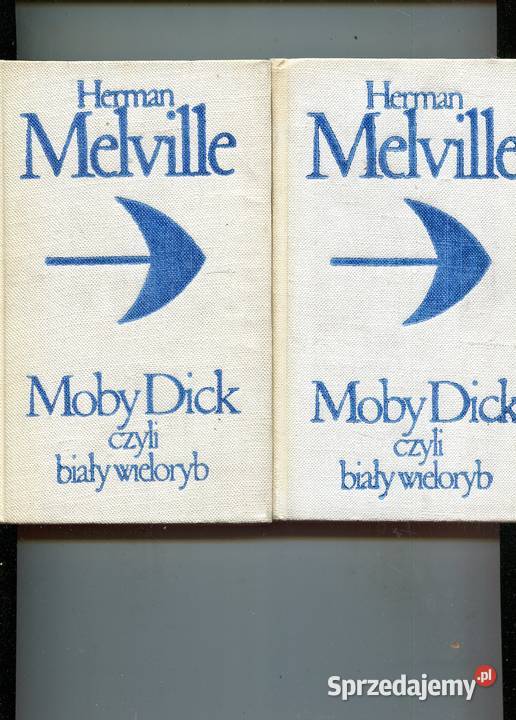 Herman
Melville
Moby Dick
czyli
biały wieloryb
Herman
Melville
Moby Dick
czyli
biały wieloryb
Sprzedajemy.pl